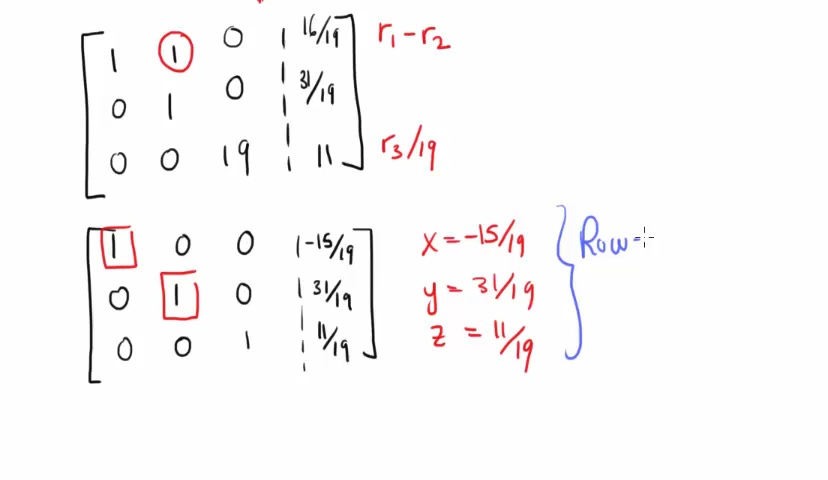 1 1 0 | 16/19 r₁ - r₂
0 1 0 | 31/19
0 0 19 | 11 r₃/19
1 0 0 | -15/19 x = -15/19
0 1 0 | 31/19 y = 31/19
0 0 1 | 11/19 z = 11/19
Row-